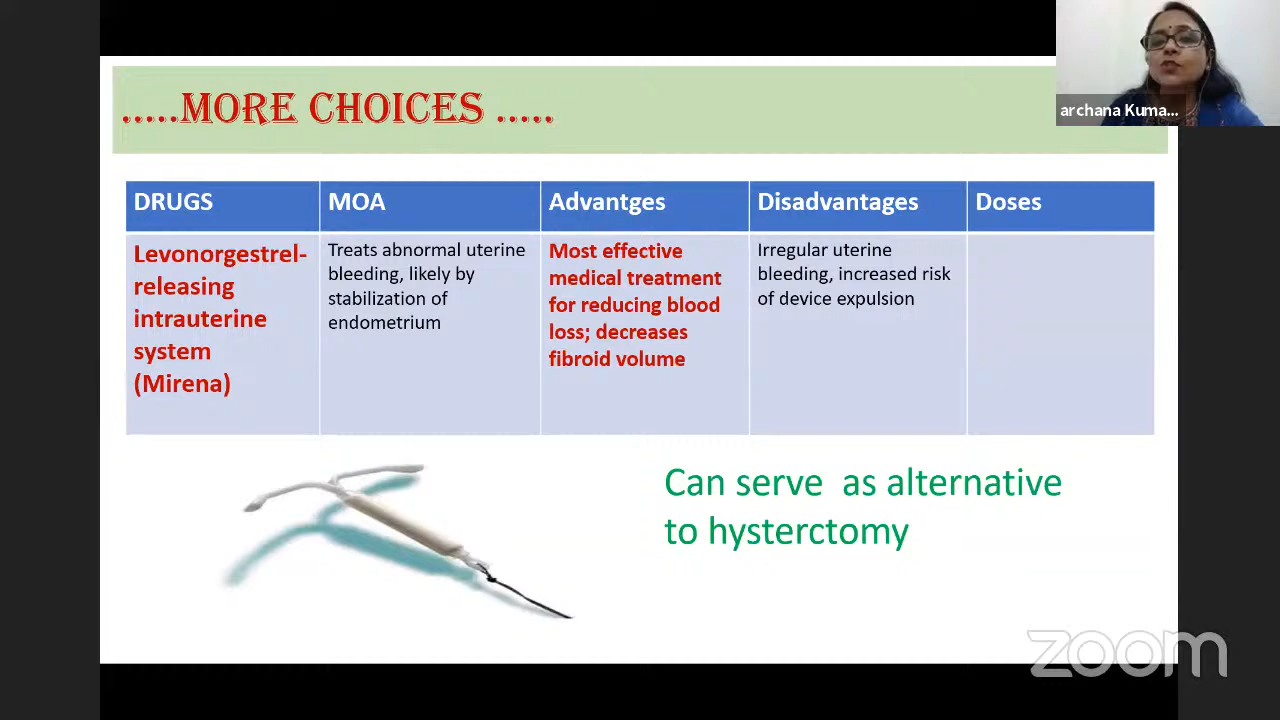 .....MORE CHOICES .....
archana Kuma...
DRUGS
MOA
Advantges
Disadvantages
Doses
Levonorgestrel-
releasing
intrauterine
system
(Mirena)
Treats abnormal uterine
bleeding, likely by
stabilization of
endometrium
Most effective
medical treatment
for reducing blood
loss; decreases
fibroid volume
Irregular uterine
bleeding, increased risk
of device expulsion
Can serve  as alternative
to hysterctomy
zoom